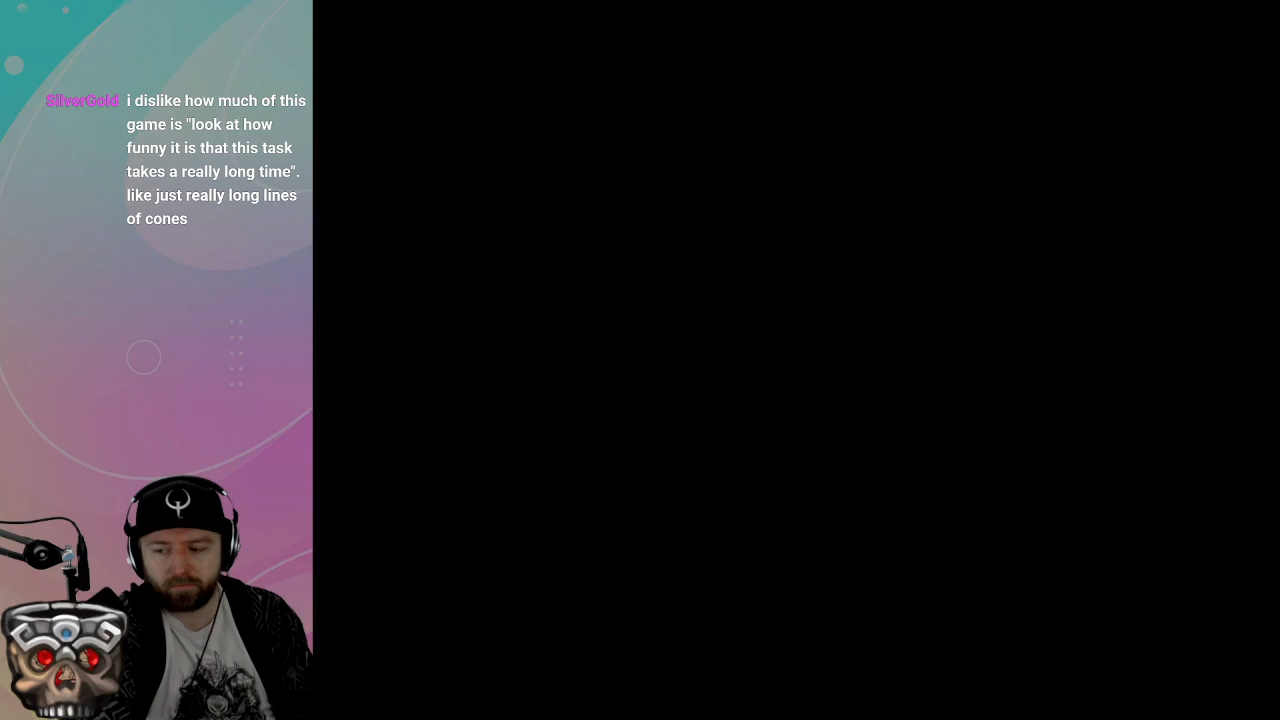 SilverGold i dislike how much of this
game is "look at how
funny it is that this task
takes a really long time".
like just really long lines
of cones